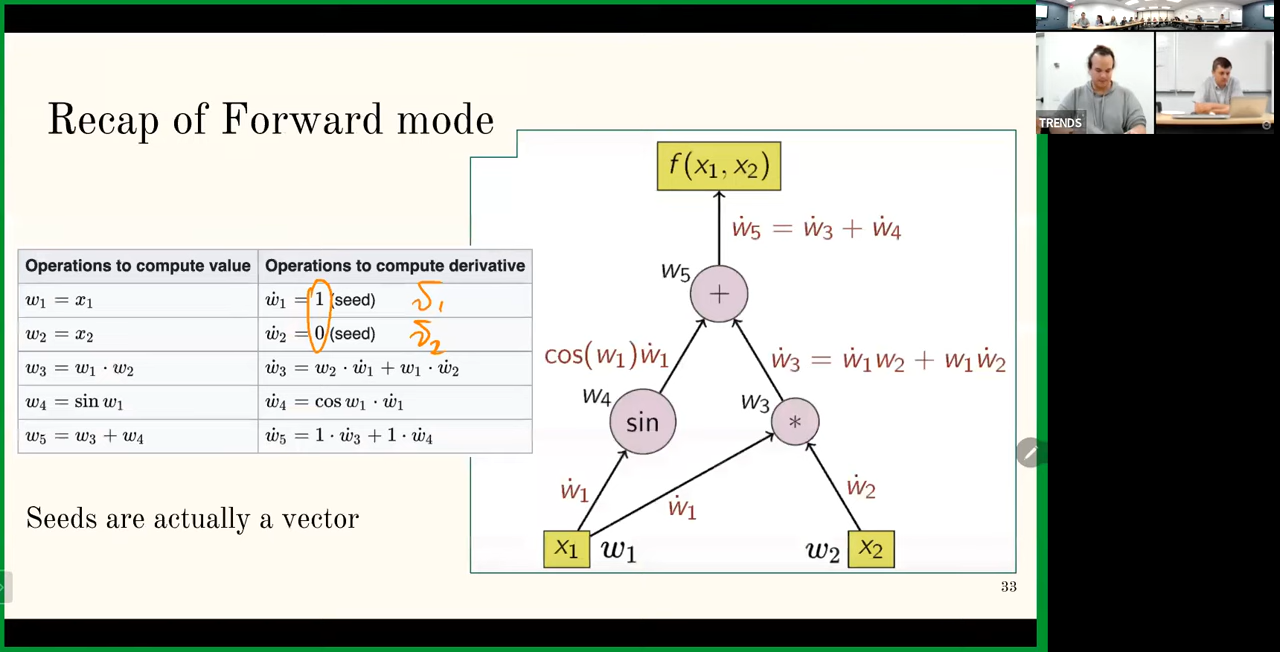 Recap of Forward mode
Operations to compute value Operations to compute derivative
w₁ = x₁ ẇ₁ = 1 (seed)
w₂ = x₂ ẇ₂ = 0 (seed)
w₃ = w₁ · w₂ ẇ₃ = w₂ · ẇ₁ + w₁ · ẇ₂
w₄ = sin w₁ ẇ₄ = cos w₁ · ẇ₁
w₅ = w₃ + w₄ ẇ₅ = 1 · ẇ₃ + 1 · ẇ₄
Seeds are actually a vector
f(x₁, x₂)
ẇ₅ = ẇ₃ + ẇ₄
w₅
+
cos(w₁)ẇ₁
ẇ₃ = ẇ₁w₂ + w₁ẇ₂
w₄
sin
w₃
*
ẇ₁
ẇ₁
ẇ₂
x₁ w₁
w₂ x₂
33
TRENDS